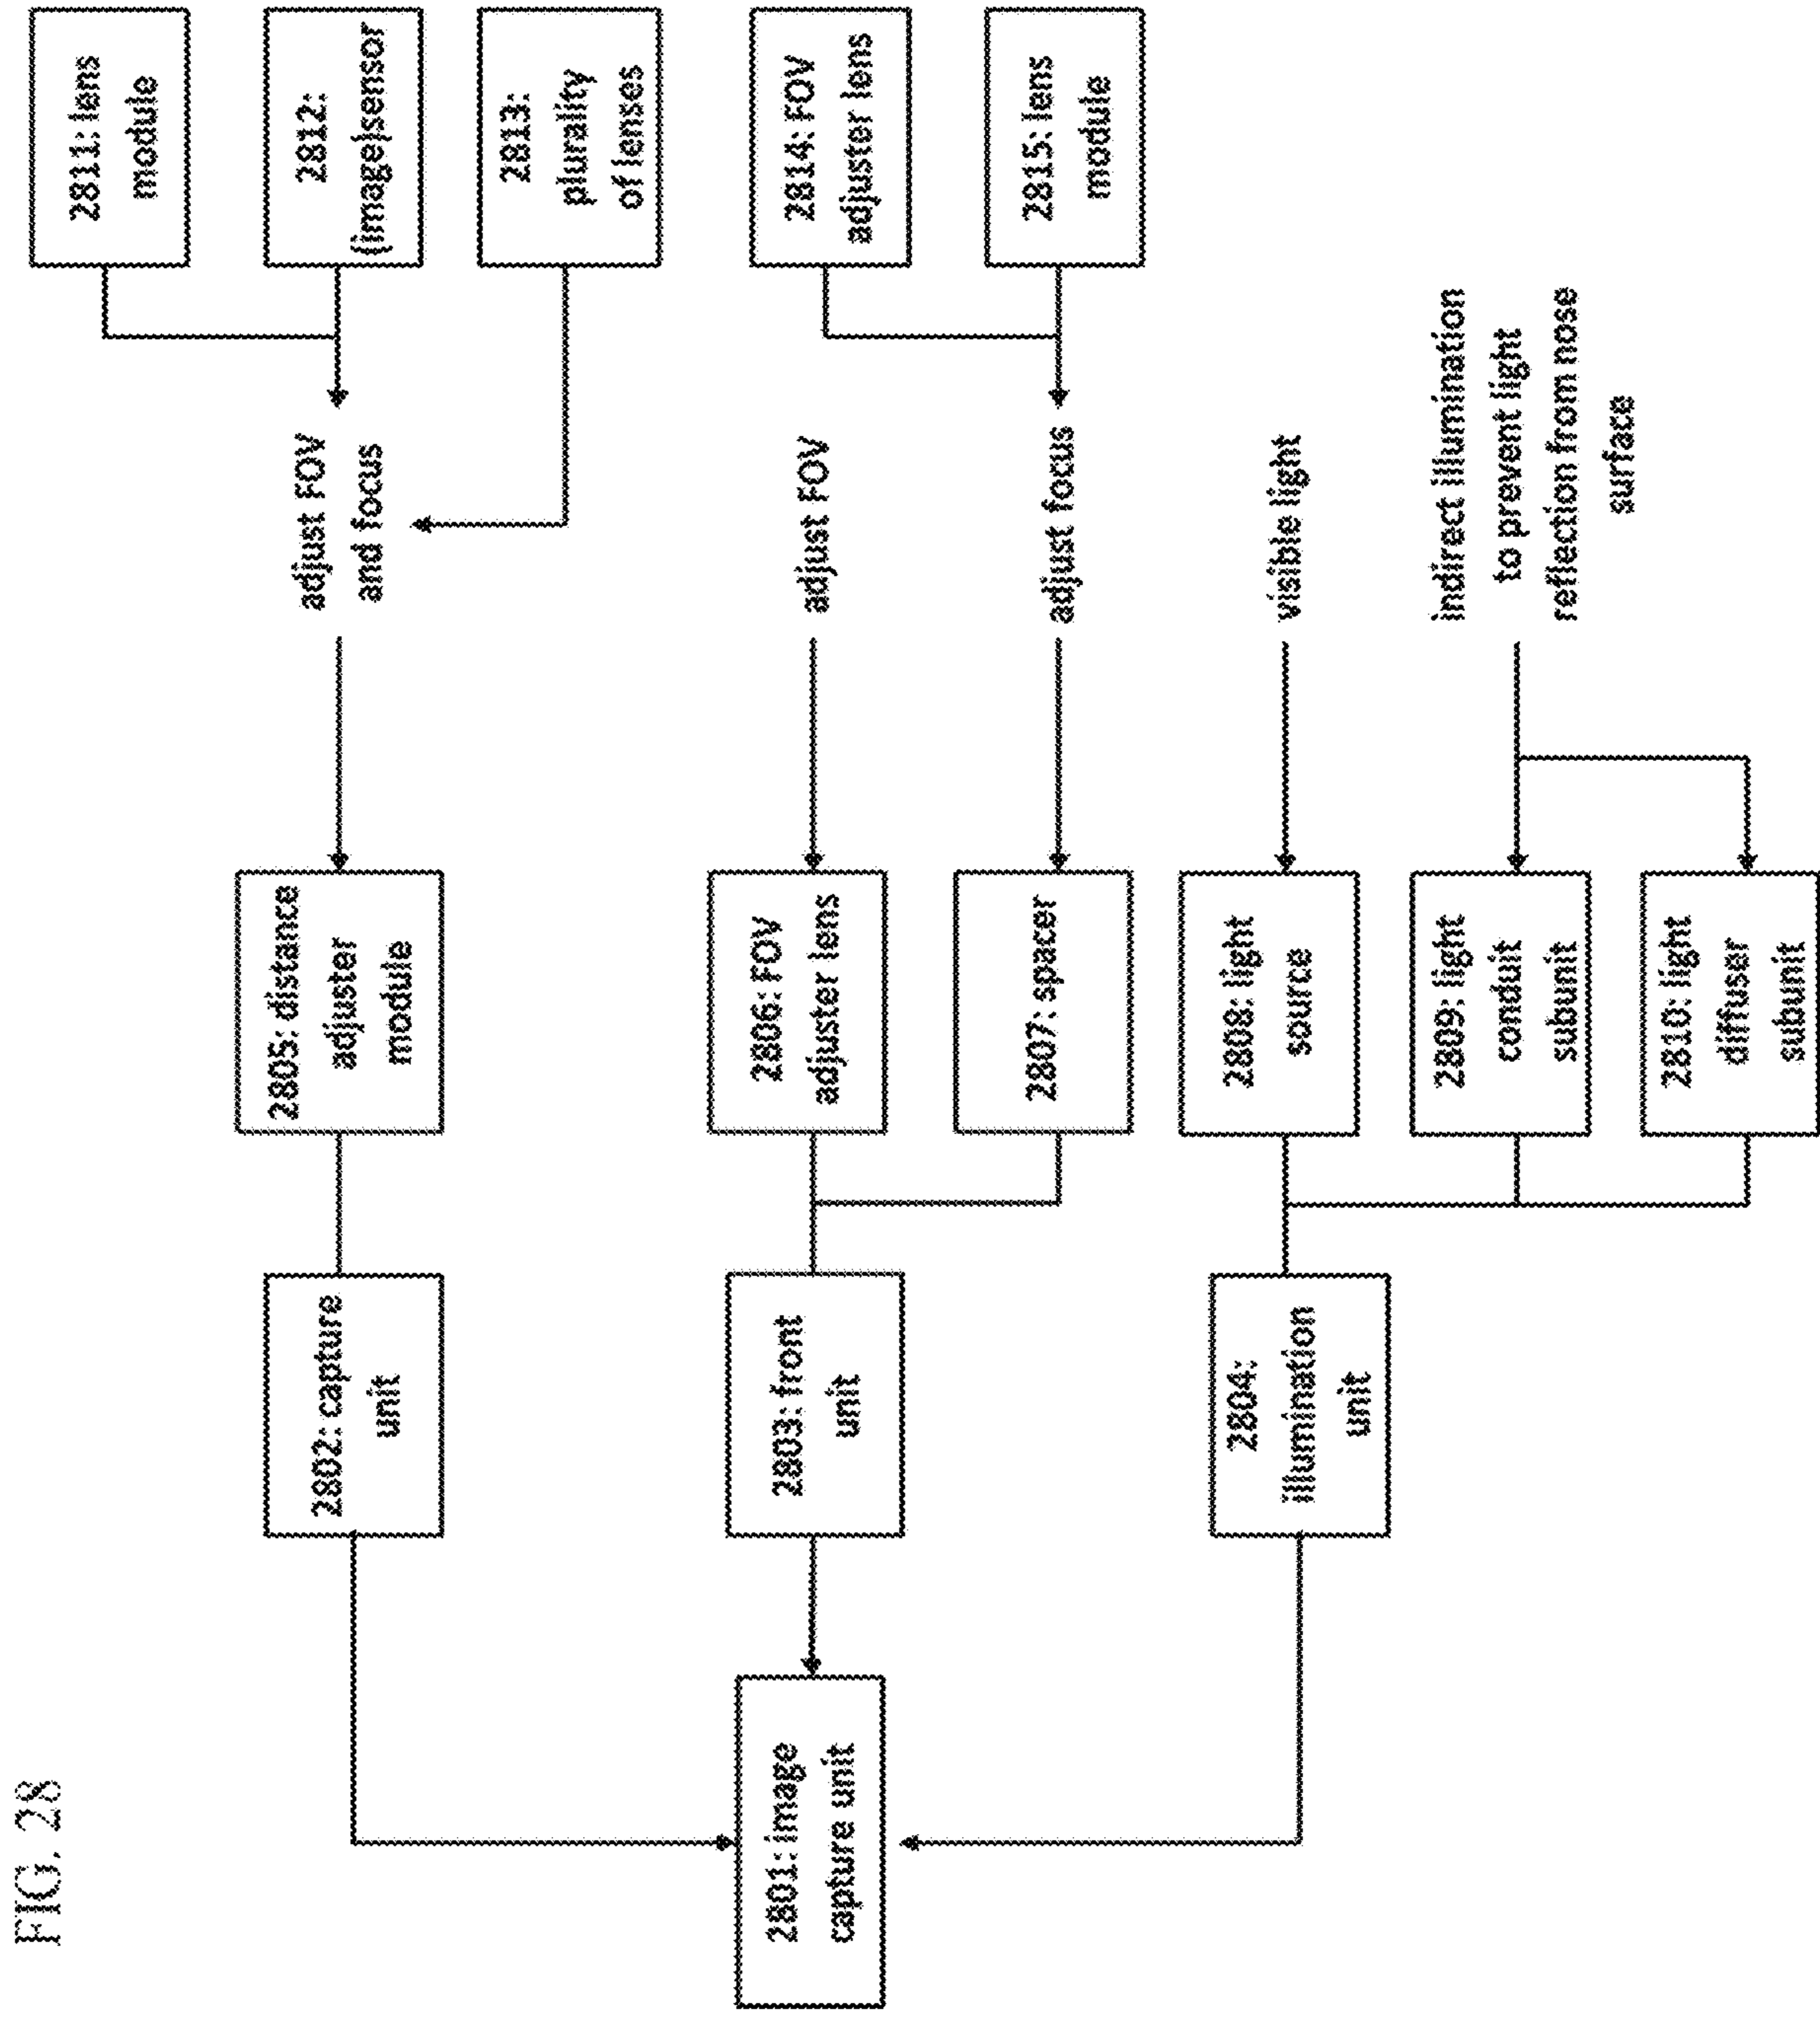 FIG. 28
2801: image
capture unit
2802: capture
unit
2803: front
unit
2804:
illumination
unit
2805: distance
adjuster
module
2806: FOV
adjuster lens
2807: spacer
2808: light
source
2809: light
conduit
subunit
2810: light
diffuser
subunit
adjust FOV
and focus
adjust FOV
adjust focus
visible light
indirect illumination
to prevent light
reflection from nose
surface
2811: lens
module
2812:
(image)sensor
2813:
plurality
of lenses
2814: FOV
adjuster lens
2815: lens
module